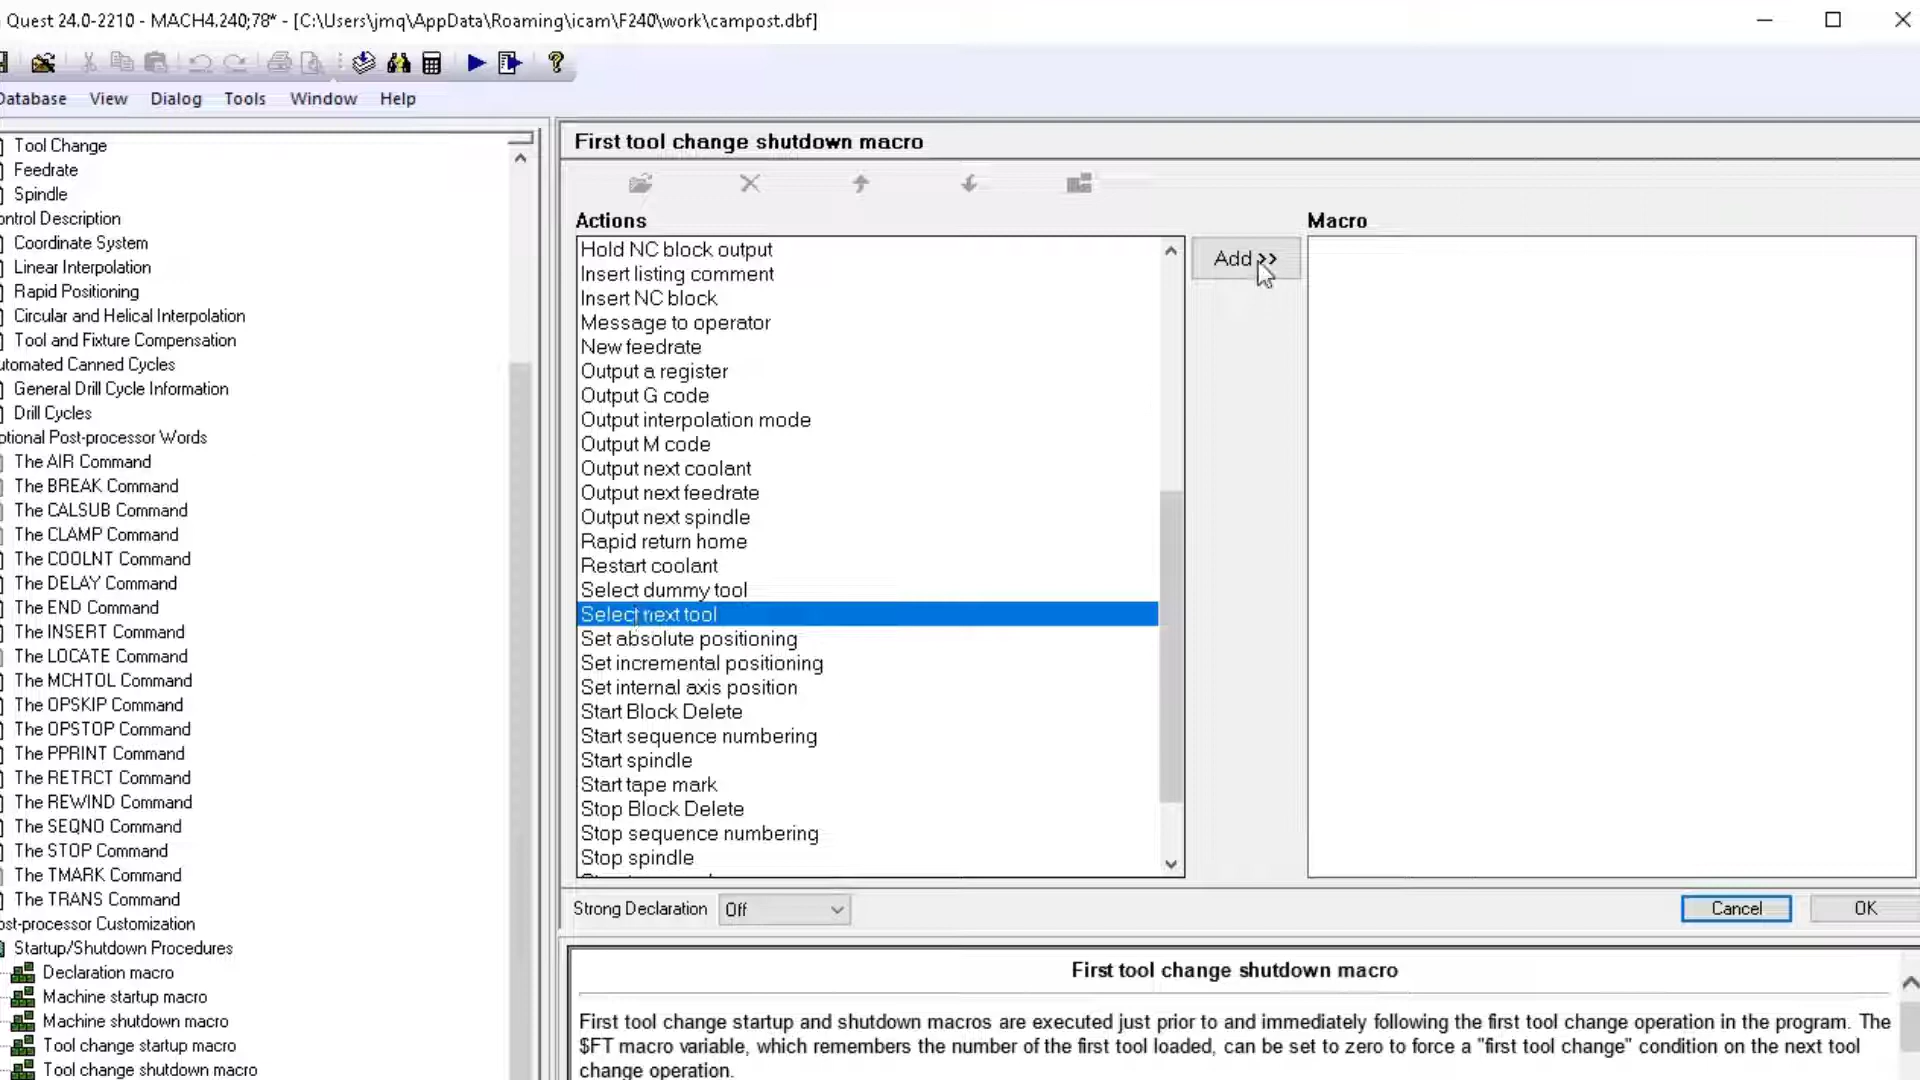 Quest 24.0-2210 - MACH4.240;78* - [C:\Users\jmq\AppData\Roaming\icam\F240\work\campost.dbf]
Database View Dialog Tools Window Help
Tool Change
Feedrate
Spindle
ontrol Description
Coordinate System
Linear Interpolation
Rapid Positioning
Circular and Helical Interpolation
Tool and Fixture Compensation
utomated Canned Cycles
General Drill Cycle Information
Drill Cycles
ptional Post-processor Words
The AIR Command
The BREAK Command
The CALSUB Command
The CLAMP Command
The COOLNT Command
The DELAY Command
The END Command
The INSERT Command
The LOCATE Command
The MCHTOL Command
The OPSKIP Command
The OPSTOP Command
The PPRINT Command
The RETRCT Command
The REWIND Command
The SEQNO Command
The STOP Command
The TMARK Command
The TRANS Command
ost-processor Customization
Startup/Shutdown Procedures
Declaration macro
Machine startup macro
Machine shutdown macro
Tool change startup macro
Tool change shutdown macro
First tool change shutdown macro
Actions
Hold NC block output
Insert listing comment
Insert NC block
Message to operator
New feedrate
Output a register
Output G code
Output interpolation mode
Output M code
Output next coolant
Output next feedrate
Output next spindle
Rapid return home
Restart coolant
Select dummy tool
Select next tool
Set absolute positioning
Set incremental positioning
Set internal axis position
Start Block Delete
Start sequence numbering
Start spindle
Start tape mark
Stop Block Delete
Stop sequence numbering
Stop spindle
Add >>
Macro
Strong Declaration Off
Cancel OK
First tool change shutdown macro
First tool change startup and shutdown macros are executed just prior to and immediately following the first tool change operation in the program. The
$FT macro variable, which remembers the number of the first tool loaded, can be set to zero to force a "first tool change" condition on the next tool
change operation.